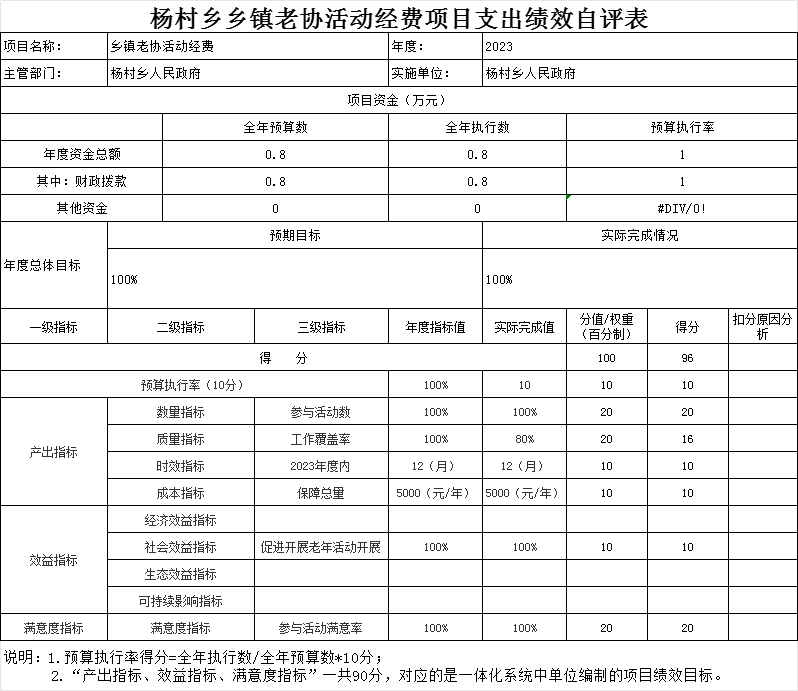 杨村乡乡镇老协活动经费项目支出绩效自评表
项目名称： 乡镇老协活动经费 年度： 2023
主管部门： 杨村乡人民政府 实施单位： 杨村乡人民政府
项目资金（万元）
全年预算数 全年执行数 预算执行率
年度资金总额 0.8 0.8 1
其中：财政拨款 0.8 0.8 1
其他资金 0 0 #DIV/0!
年度总体目标 预期目标 实际完成情况
100% 100%
一级指标 二级指标 三级指标 年度指标值 实际完成值 分值/权重（百分制） 得分 扣分原因分析
得 分 100 96
预算执行率（10分） 100% 10 10 10
产出指标 数量指标 参与活动数 100% 100% 20 20
质量指标 工作覆盖率 100% 80% 20 16
时效指标 2023年度内 12（月） 12（月） 10 10
成本指标 保障总量 5000（元/年） 5000（元/年） 10 10
效益指标 经济效益指标
社会效益指标 促进开展老年活动开展 100% 100% 10 10
生态效益指标
可持续影响指标
满意度指标 满意度指标 参与活动满意率 100% 100% 20 20
说明：1.预算执行率得分=全年执行数/全年预算数*10分；
2.“产出指标、效益指标、满意度指标”一共90分，对应的是一体化系统中单位编制的项目绩效目标。